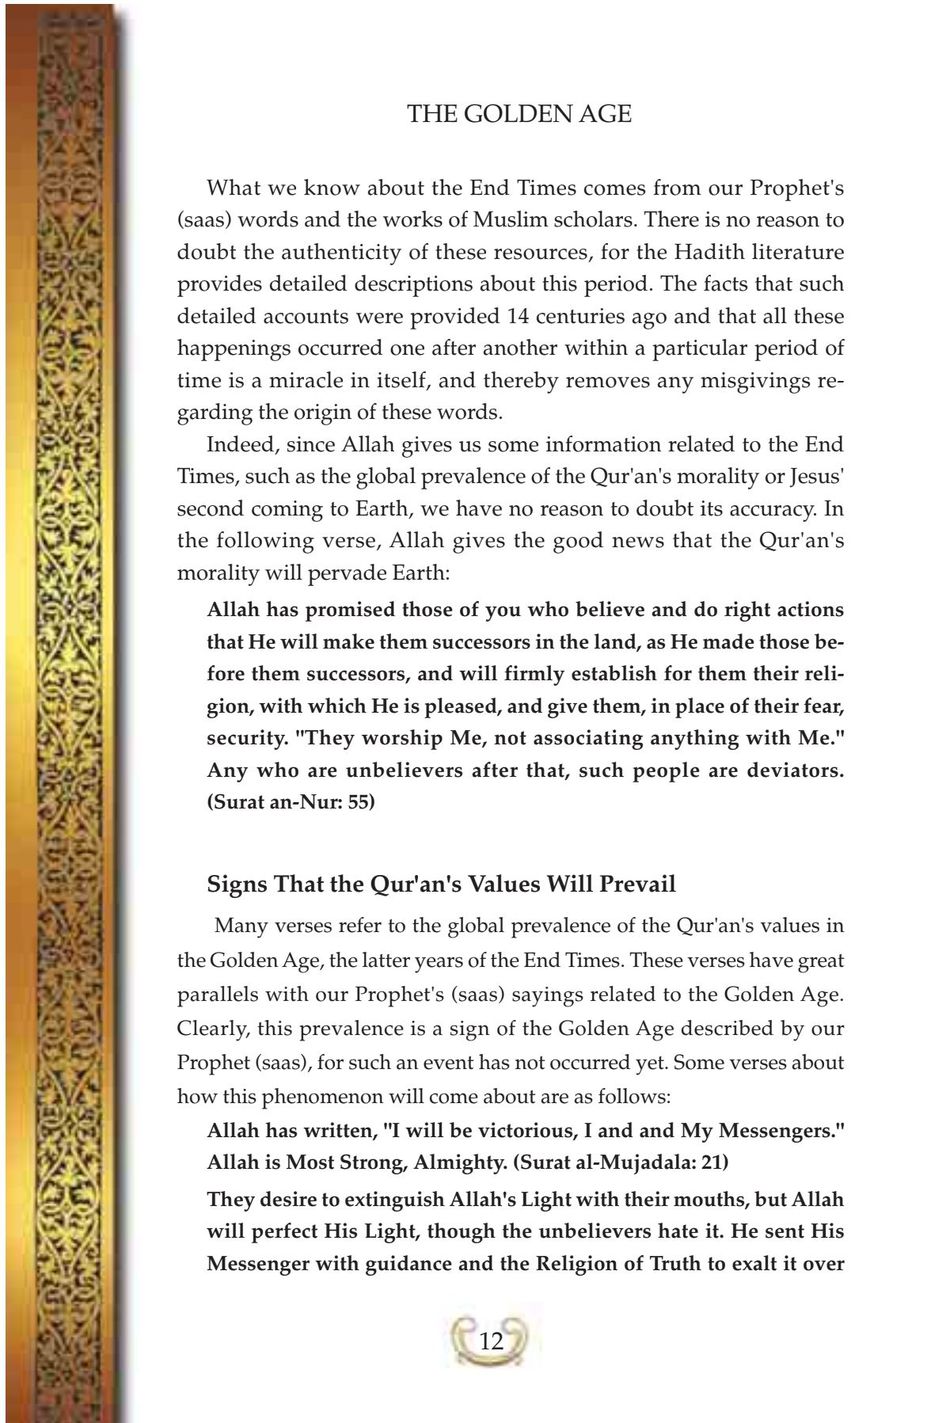 THE GOLDEN AGE
What we know about the End Times comes from our Prophet's
(saas) words and the works of Muslim scholars. There is no reason to
doubt the authenticity of these resources, for the Hadith literature
provides detailed descriptions about this period. The facts that such
detailed accounts were provided 14 centuries ago and that all these
happenings occurred one after another within a particular period of
time is a miracle in itself, and thereby removes any misgivings re-
garding the origin of these words.
Indeed, since Allah gives us some information related to the End
Times, such as the global prevalence of the Qur'an's morality or Jesus'
second coming to Earth, we have no reason to doubt its accuracy. In
the following verse, Allah gives the good news that the Qur'an's
morality will pervade Earth:
Allah has promised those of you who believe and do right actions
that He will make them successors in the land, as He made those be-
fore them successors, and will firmly establish for them their reli-
gion, with which He is pleased, and give them, in place of their fear,
security. "They worship Me, not associating anything with Me."
Any who are unbelievers after that, such people are deviators.
(Surat an-Nur: 55)
Signs That the Qur'an's Values Will Prevail
Many verses refer to the global prevalence of the Qur'an's values in
the Golden Age, the latter years of the End Times. These verses have great
parallels with our Prophet's (saas) sayings related to the Golden Age.
Clearly, this prevalence is a sign of the Golden Age described by our
Prophet (saas), for such an event has not occurred yet. Some verses about
how this phenomenon will come about are as follows:
Allah has written, "I will be victorious, I and and My Messengers."
Allah is Most Strong, Almighty. (Surat al-Mujadala: 21)
They desire to extinguish Allah's Light with their mouths, but Allah
will perfect His Light, though the unbelievers hate it. He sent His
Messenger with guidance and the Religion of Truth to exalt it over
12